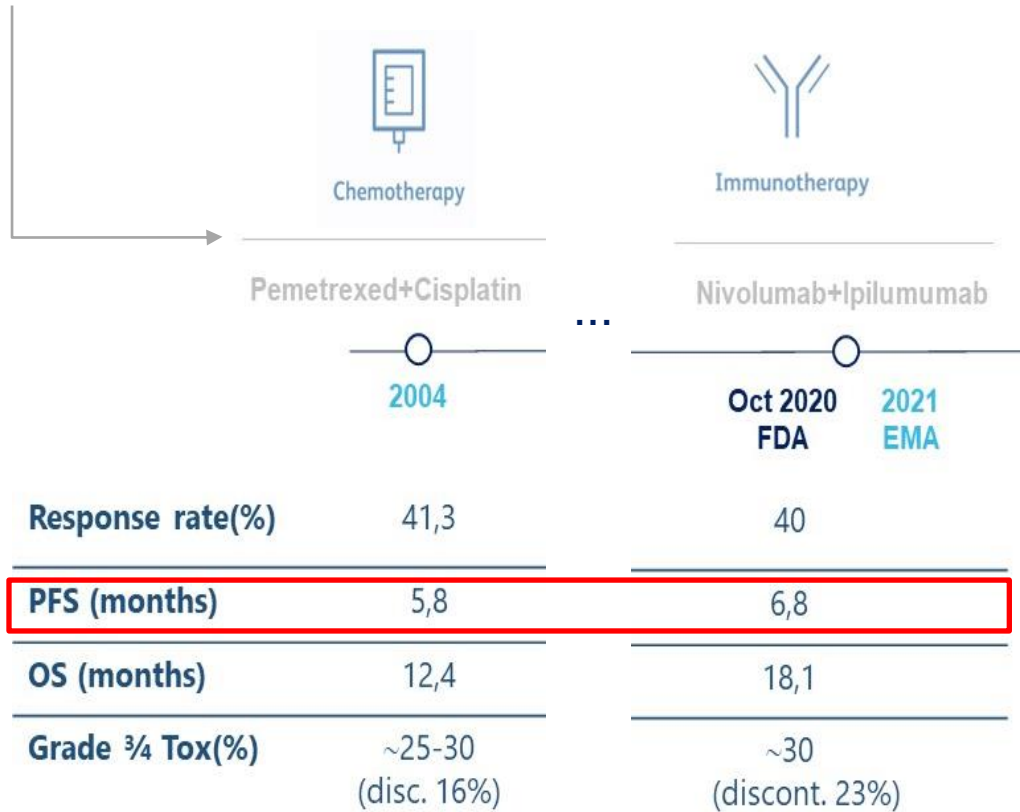 Chemotherapy
Immunotherapy
Pemetrexed+Cisplatin
Nivolumab+Ipilumumab
...
2004
Oct 2020 2021
FDA EMA
Response rate(%) 41,3 40
PFS (months) 5,8 6,8
OS (months) 12,4 18,1
Grade ¾ Tox(%) ~25-30 ~30
(disc. 16%) (discont. 23%)